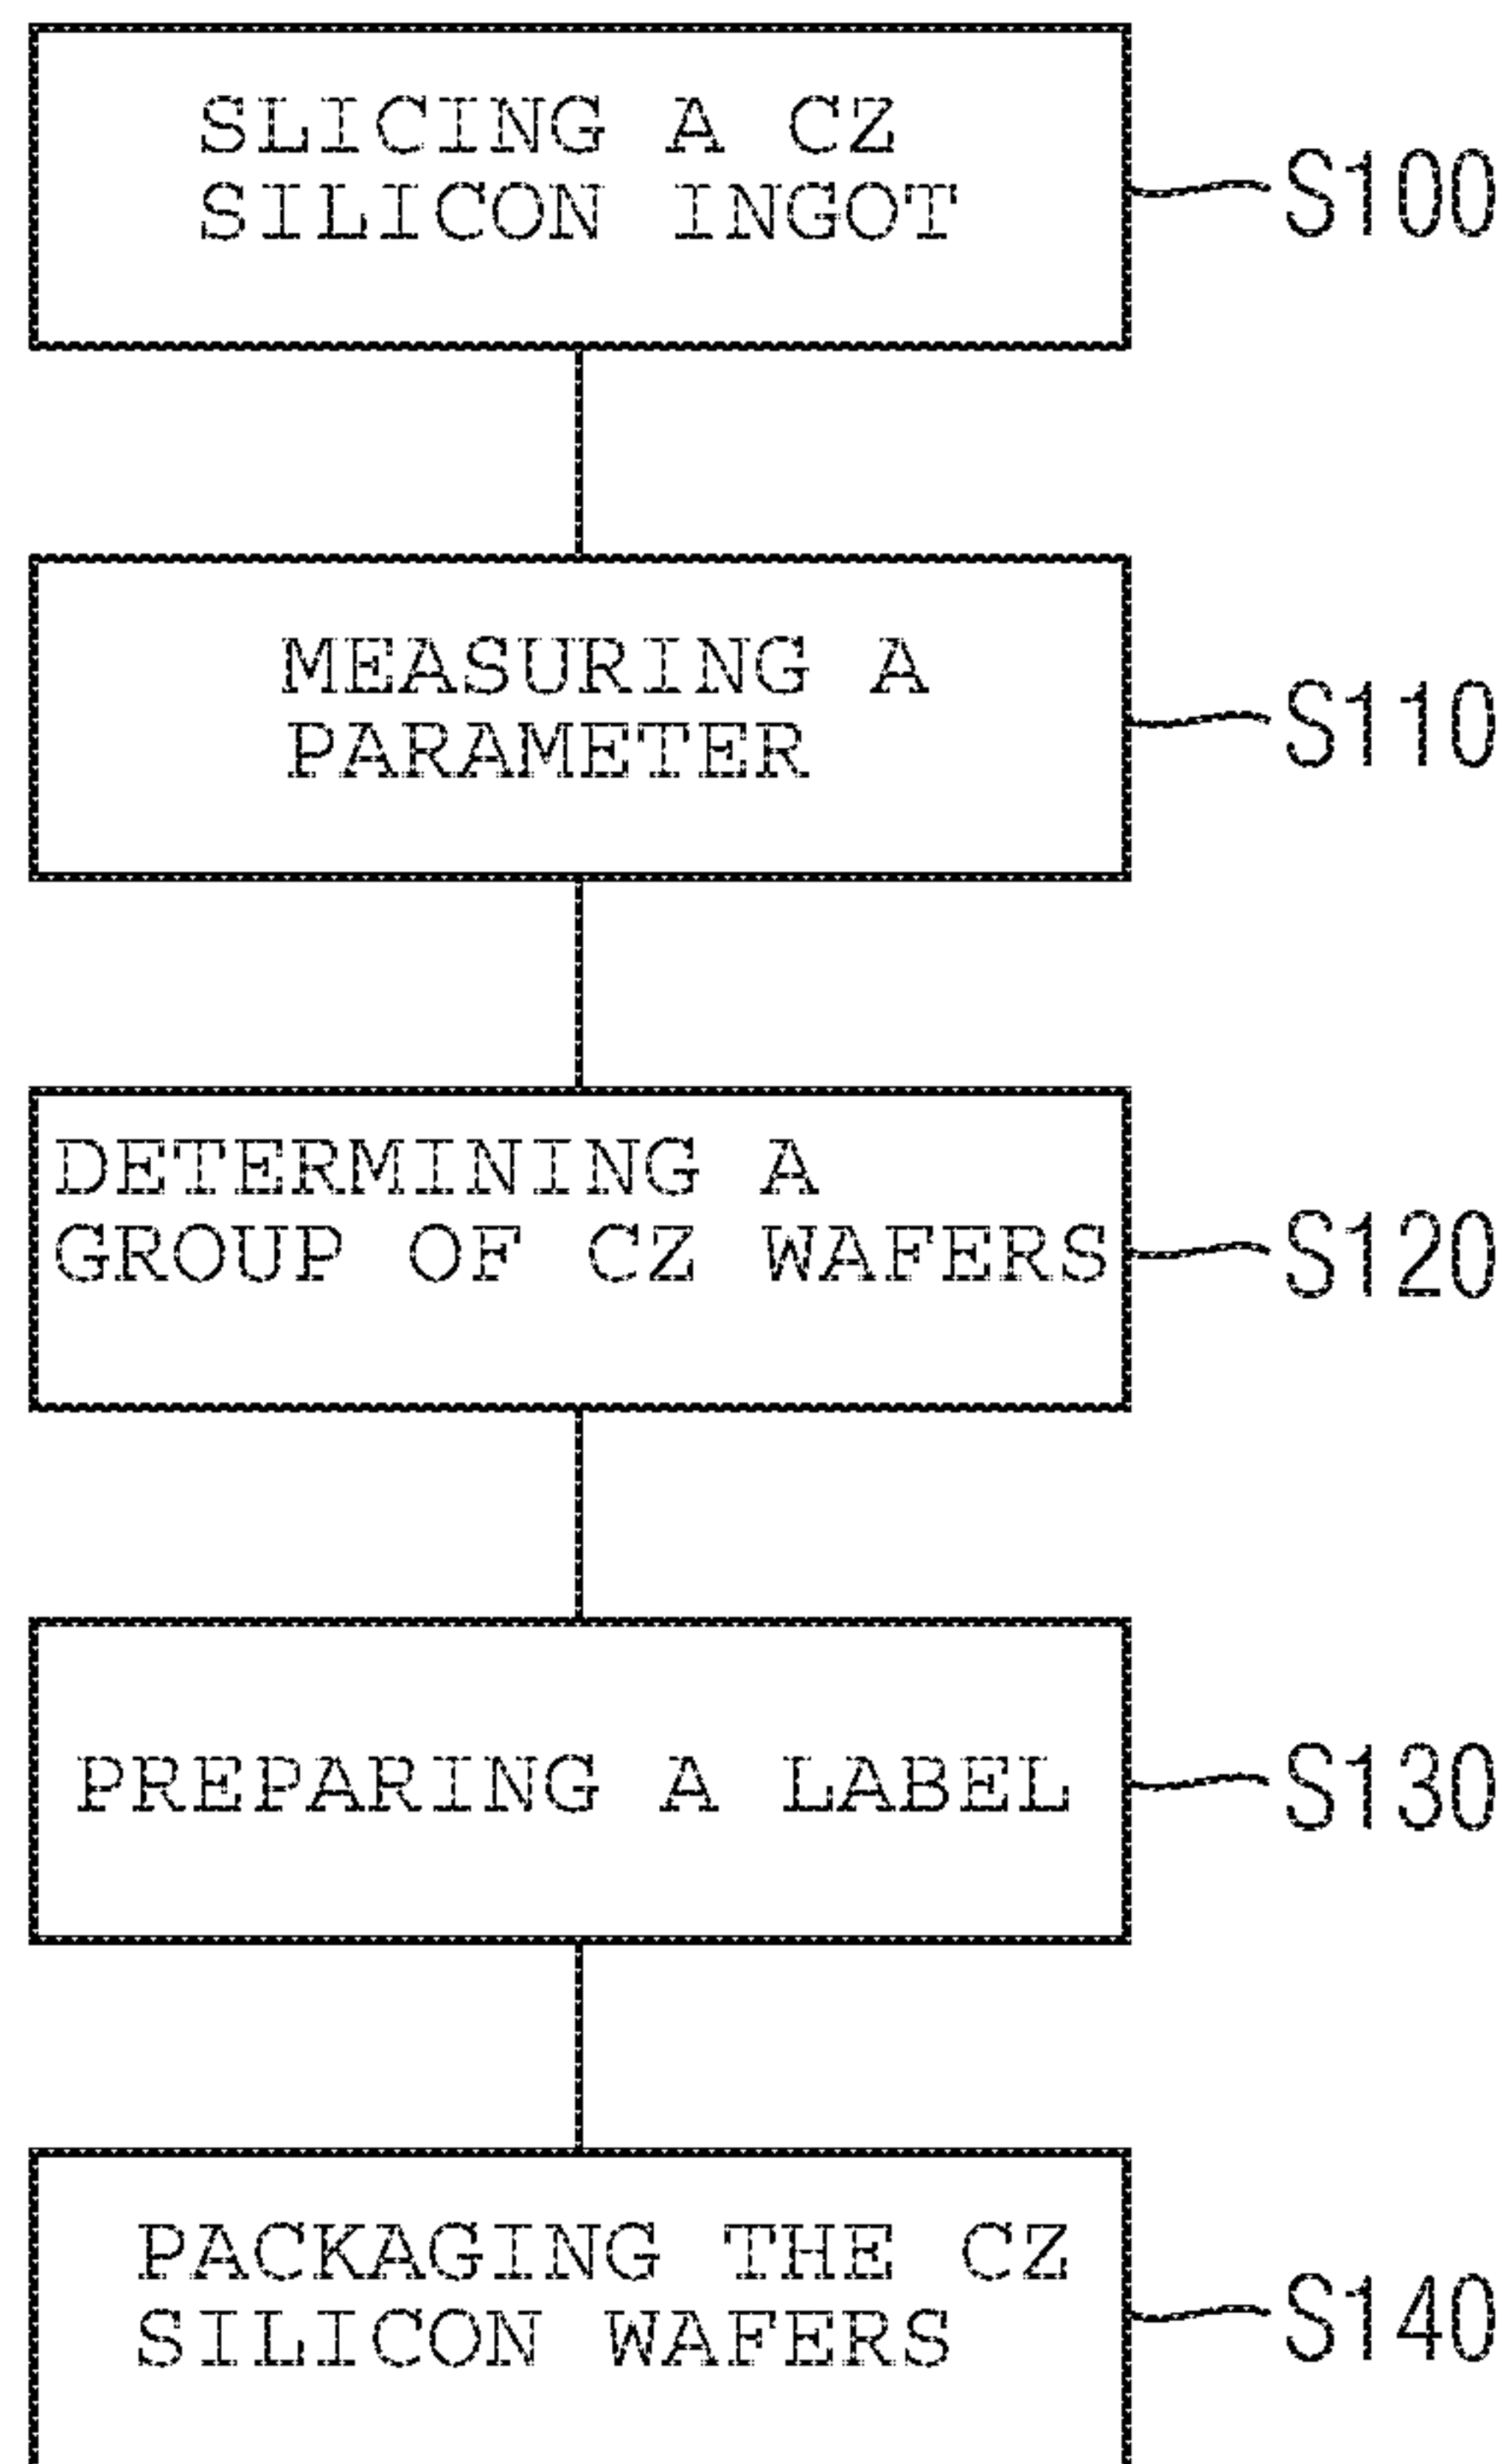 SLICING A CZ
SILICON INGOT
S100
MEASURING A
PARAMETER
S110
DETERMINING A
GROUP OF CZ WAFERS
S120
PREPARING A LABEL
S130
PACKAGING THE CZ
SILICON WAFERS
S140